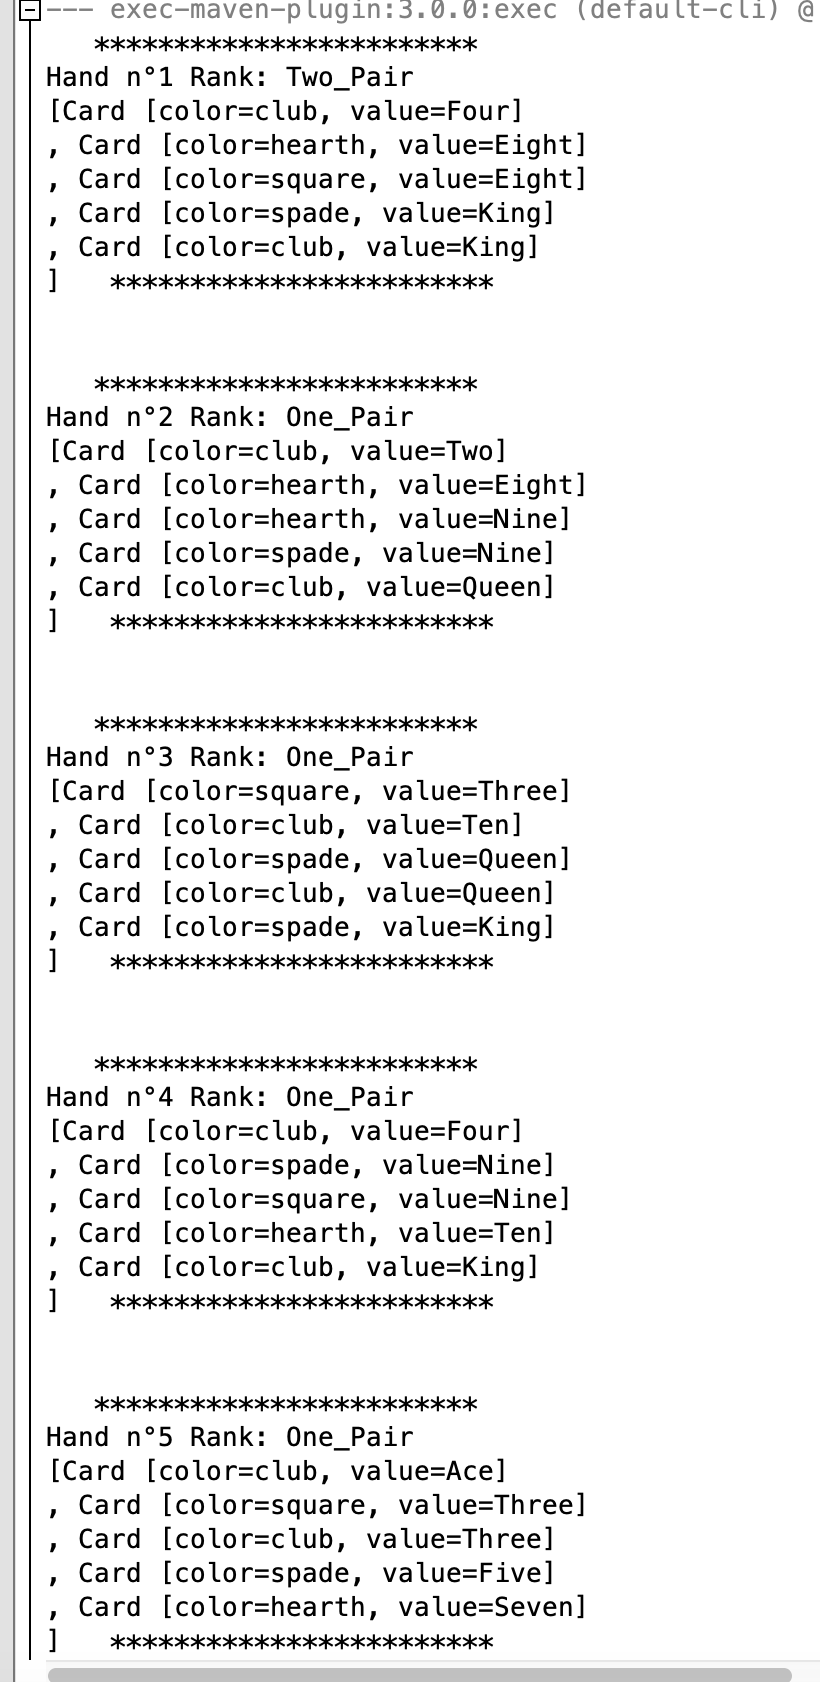 --- exec-maven-plugin:3.0.0:exec (default-cli) @
************************
Hand n°1 Rank: Two_Pair
[Card [color=club, value=Four]
, Card [color=hearth, value=Eight]
, Card [color=square, value=Eight]
, Card [color=spade, value=King]
, Card [color=club, value=King]
]   ************************
************************
Hand n°2 Rank: One_Pair
[Card [color=club, value=Two]
, Card [color=hearth, value=Eight]
, Card [color=hearth, value=Nine]
, Card [color=spade, value=Nine]
, Card [color=club, value=Queen]
]   ************************
************************
Hand n°3 Rank: One_Pair
[Card [color=square, value=Three]
, Card [color=club, value=Ten]
, Card [color=spade, value=Queen]
, Card [color=club, value=Queen]
, Card [color=spade, value=King]
]   ************************
************************
Hand n°4 Rank: One_Pair
[Card [color=club, value=Four]
, Card [color=spade, value=Nine]
, Card [color=square, value=Nine]
, Card [color=hearth, value=Ten]
, Card [color=club, value=King]
]   ************************
************************
Hand n°5 Rank: One_Pair
[Card [color=club, value=Ace]
, Card [color=square, value=Three]
, Card [color=club, value=Three]
, Card [color=spade, value=Five]
, Card [color=hearth, value=Seven]
]   ************************